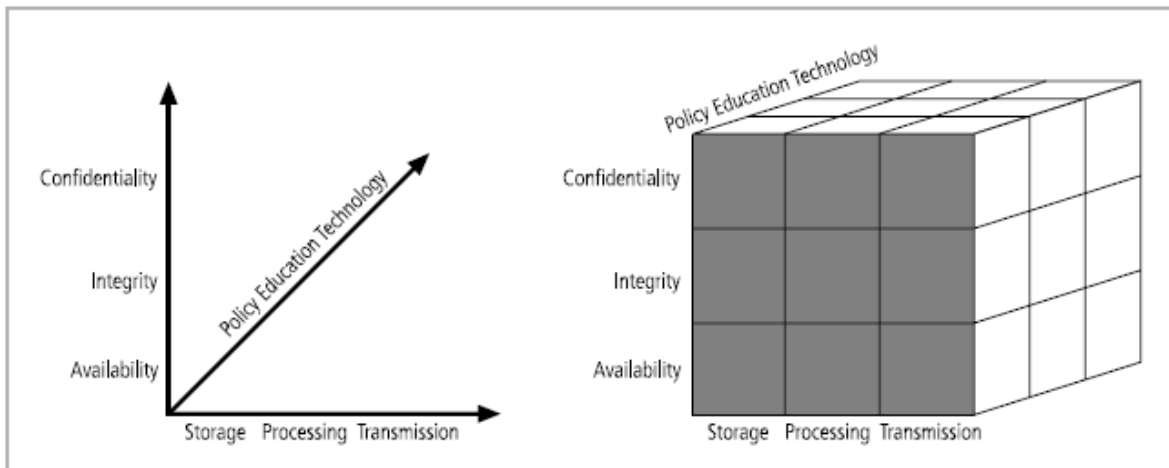 Confidentiality
Integrity
Availability
Policy Education Technology
Storage Processing Transmission
Policy Education Technology
Confidentiality
Integrity
Availability
Storage Processing Transmission